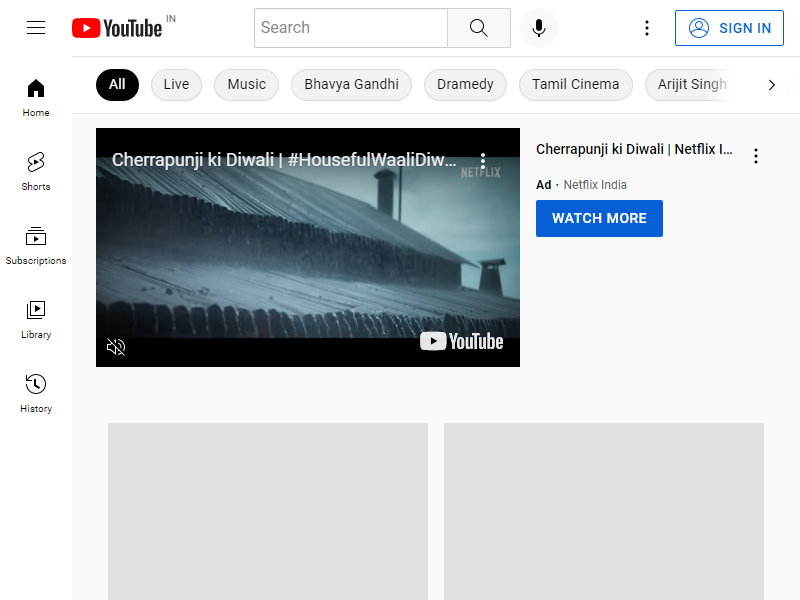 YouTube IN
Search
SIGN IN
All
Live
Music
Bhavya Gandhi
Dramedy
Tamil Cinema
Arijit Singh
Home
Shorts
Subscriptions
Library
History
Cherrapunji ki Diwali | #HousefulWaaliDiw...
NETFLIX
YouTube
Cherrapunji ki Diwali | Netflix I...
Ad · Netflix India
WATCH MORE